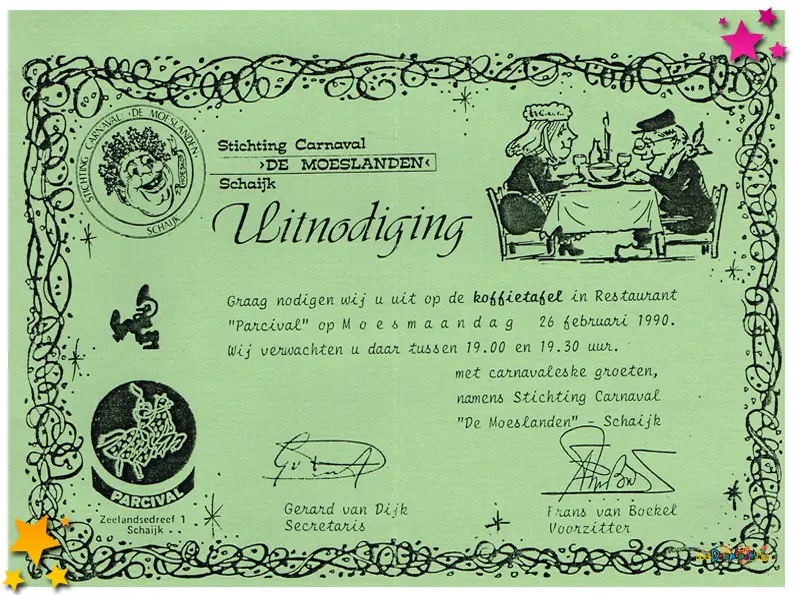 STICHTING CARNAVAL ›DE MOESLANDEN‹
SCHAIJK
Stichting Carnaval
›DE MOESLANDEN‹
Schaijk
Uitnodiging
Graag nodigen wij u uit op de koffietafel in Restaurant
"Parcival" op Moesmaandag 26 februari 1990.
Wij verwachten u daar tussen 19.00 en 19.30 uur.
met carnavaleske groeten,
namens Stichting Carnaval
"De Moeslanden" - Schaijk
PARCIVAL
Zeelandsedreef 1
Schaijk
Gerard van Dijk
Secretaris
Frans van Boekel
Voorzitter